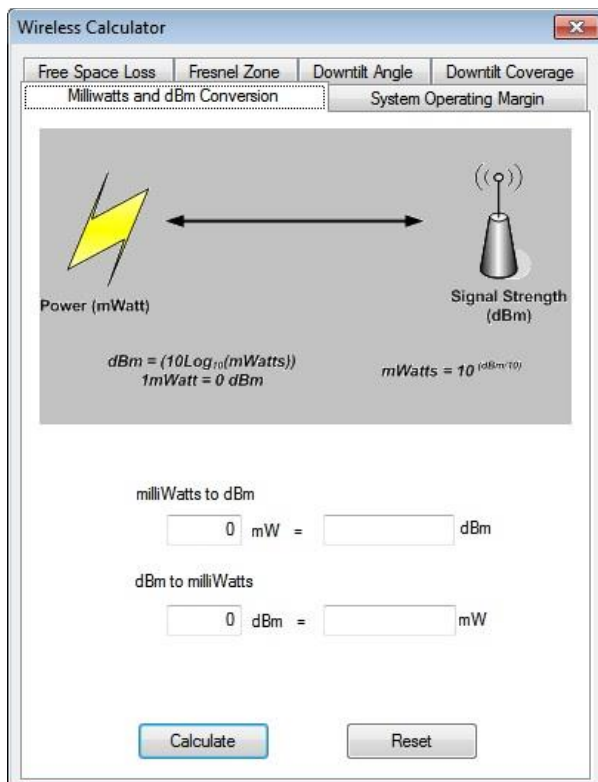 Wireless Calculator
Free Space Loss Fresnel Zone Downtilt Angle Downtilt Coverage
Milliwatts and dBm Conversion System Operating Margin
Power (mWatt)
Signal Strength
(dBm)
dBm = (10Log₁₀(mWatts))
1mWatt = 0 dBm
mWatts = 10 ⁽ᵈᴮᵐ/¹⁰⁾
milliWatts to dBm
0 mW = dBm
dBm to milliWatts
0 dBm = mW
Calculate Reset